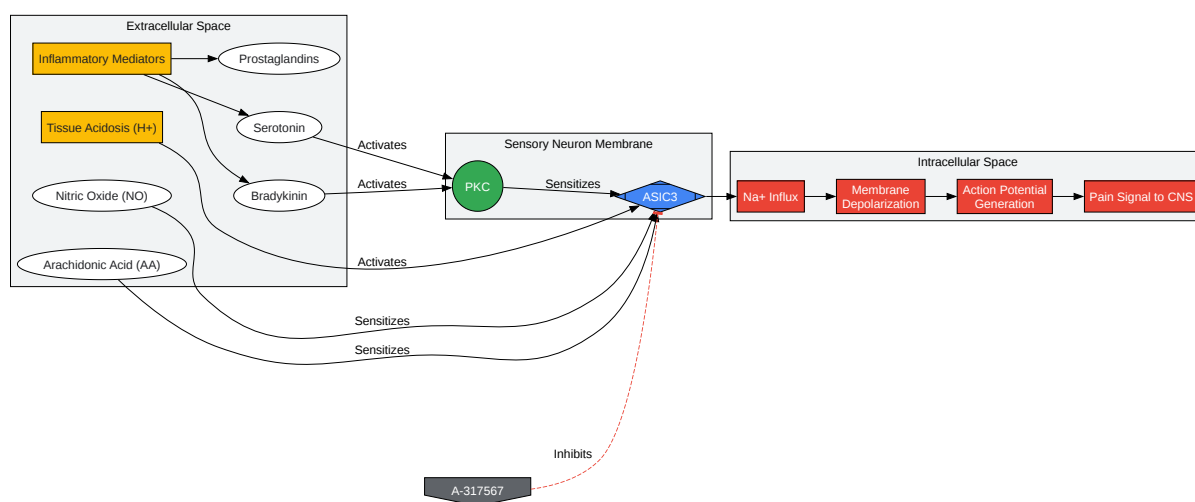 Extracellular Space
Inflammatory Mediators
Prostaglandins
Tissue Acidosis (H+)
Serotonin
Nitric Oxide (NO)
Bradykinin
Arachidonic Acid (AA)
Activates
Activates
Activates
Sensitizes
Sensitizes
Sensory Neuron Membrane
PKC
Sensitizes
ASIC3
Intracellular Space
Na+ Influx
Membrane
Depolarization
Action Potential
Generation
Pain Signal to CNS
Inhibits
A-317567